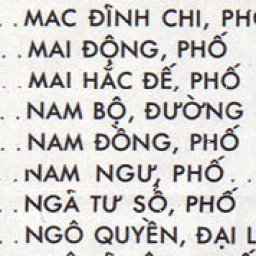 . . MAC ĐĨNH CHI, PHỐ
. . MAI ĐỘNG, PHỐ
. . MAI HẮC ĐẾ, PHỐ
. . NAM BỘ, ĐƯỜNG
. . NAM ĐỒNG, PHỐ
. . NAM NGƯ, PHỐ . .
. . NGÃ TƯ SỞ, PHỐ
. . NGÔ QUYỀN, ĐẠI L